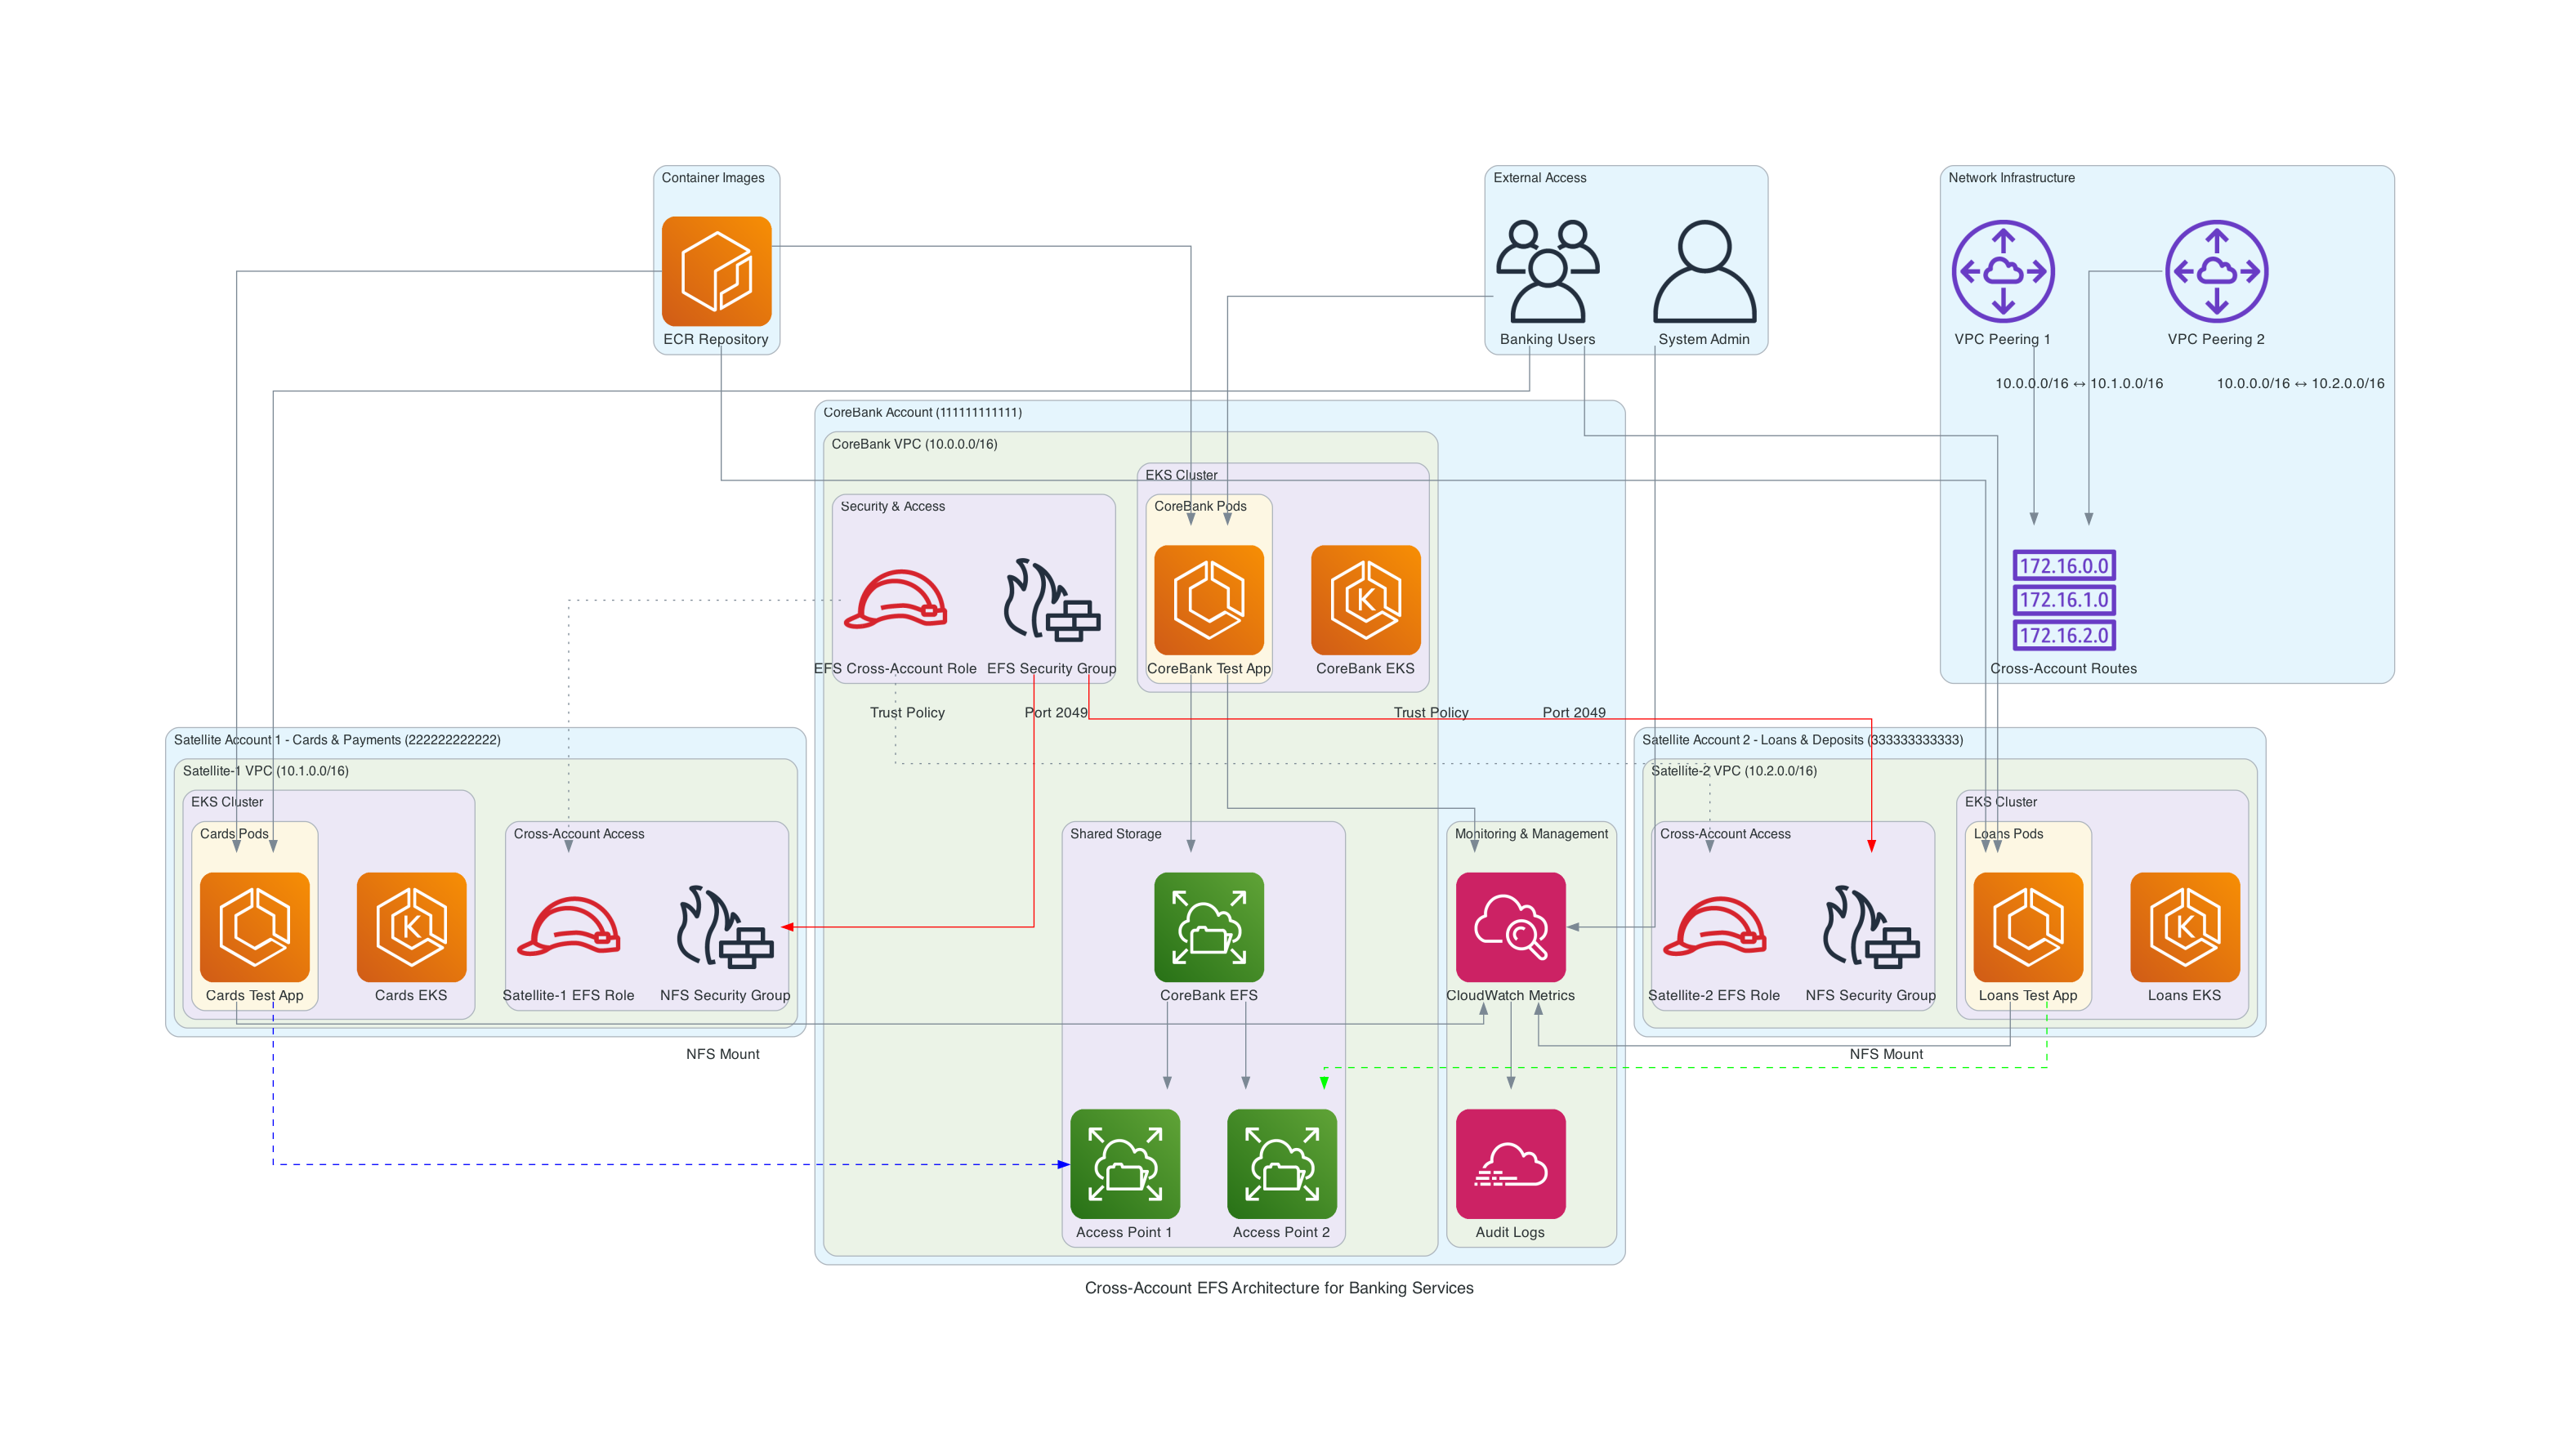 Container Images
External Access
Network Infrastructure
ECR Repository
Banking Users
System Admin
VPC Peering 1
VPC Peering 2
10.0.0.0/16 ↔ 10.1.0.0/16
10.0.0.0/16 ↔ 10.2.0.0/16
CoreBank Account (111111111111)
CoreBank VPC (10.0.0.0/16)
EKS Cluster
Security & Access
CoreBank Pods
172.16.0.0
172.16.1.0
172.16.2.0
EFS Cross-Account Role
EFS Security Group
CoreBank Test App
CoreBank EKS
Cross-Account Routes
Trust Policy
Port 2049
Trust Policy
Port 2049
Satellite Account 1 - Cards & Payments (222222222222)
Satellite-1 VPC (10.1.0.0/16)
EKS Cluster
Cards Pods
Cross-Account Access
Shared Storage
Monitoring & Management
Satellite Account 2 - Loans & Deposits (333333333333)
Satellite-2 VPC (10.2.0.0/16)
EKS Cluster
Cross-Account Access
Loans Pods
Cards Test App
Cards EKS
Satellite-1 EFS Role
NFS Security Group
CoreBank EFS
CloudWatch Metrics
Satellite-2 EFS Role
NFS Security Group
Loans Test App
Loans EKS
NFS Mount
NFS Mount
Access Point 1
Access Point 2
Audit Logs
Cross-Account EFS Architecture for Banking Services